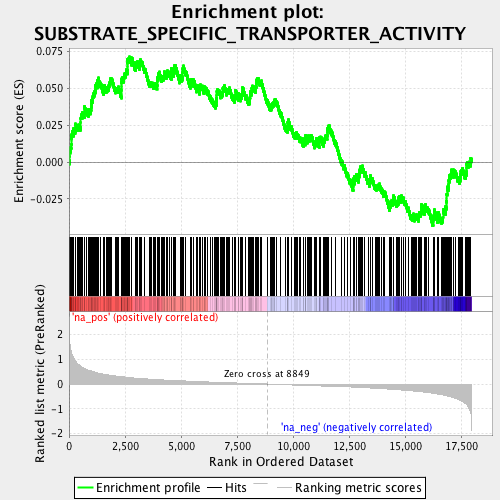 Enrichment plot:
SUBSTRATE_SPECIFIC_TRANSPORTER_ACTIVITY
Enrichment score (ES)
0.075
0.050
0.025
0.000
-0.025
'na_pos' (positively correlated)
Ranked list metric (PreRanked)
2
1
0
-1
-2
Zero cross at 8849
'na_neg' (negatively correlated)
0
2,500
5,000
7,500
10,000
12,500
15,000
17,500
Rank in Ordered Dataset
Enrichment profile
Hits
Ranking metric scores